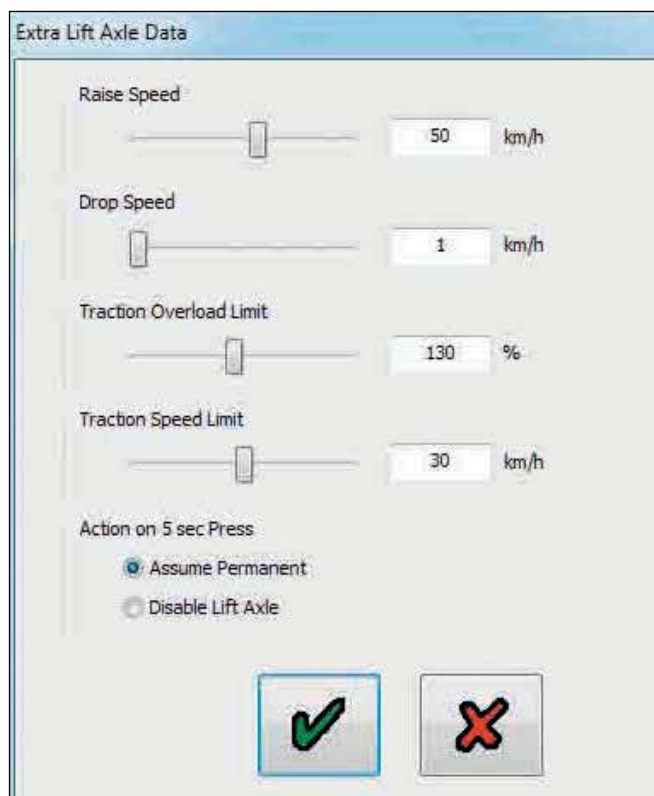 Extra Lift Axle Data
Raise Speed
50 km/h
Drop Speed
1 km/h
Traction Overload Limit
130 %
Traction Speed Limit
30 km/h
Action on 5 sec Press
Assume Permanent
Disable Lift Axle